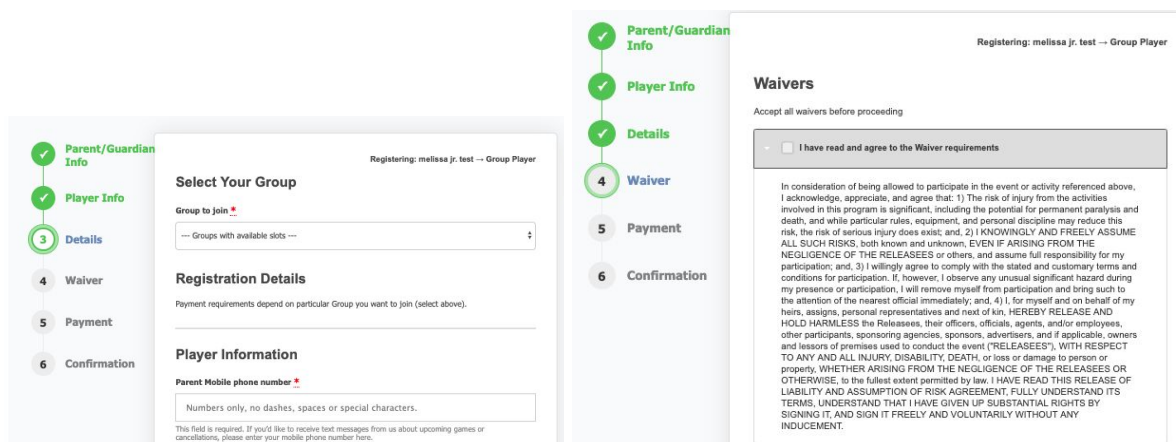 Parent/Guardian
Info
Player Info
3
Details
4
Waiver
5
Payment
6
Confirmation
Registering: melissa jr. test → Group Player
Select Your Group
Group to join *
--- Groups with available slots ---
Registration Details
Payment requirements depend on particular Group you want to join (select above).
Player Information
Parent Mobile phone number *
Numbers only, no dashes, spaces or special characters.
This field is required. If you'd like to receive text messages from us about upcoming games or
cancellations, please enter your mobile phone number here.
Parent/Guardian
Info
Player Info
Details
4
Waiver
5
Payment
6
Confirmation
Registering: melissa jr. test → Group Player
Waivers
Accept all waivers before proceeding
I have read and agree to the Waiver requirements
In consideration of being allowed to participate in the event or activity referenced above,
I acknowledge, appreciate, and agree that: 1) The risk of injury from the activities
involved in this program is significant, including the potential for permanent paralysis and
death, and while particular rules, equipment, and personal discipline may reduce this
risk, the risk of serious injury does exist; and, 2) I KNOWINGLY AND FREELY ASSUME
ALL SUCH RISKS, both known and unknown, EVEN IF ARISING FROM THE
NEGLIGENCE OF THE RELEASEES or others, and assume full responsibility for my
participation; and, 3) I willingly agree to comply with the stated and customary terms and
conditions for participation. If, however, I observe any unusual significant hazard during
my presence or participation, I will remove myself from participation and bring such to
the attention of the nearest official immediately; and, 4) I, for myself and on behalf of my
heirs, assigns, personal representatives and next of kin, HEREBY RELEASE AND
HOLD HARMLESS the Releasees, their officers, officials, agents, and/or employees,
other participants, sponsoring agencies, sponsors, advertisers, and if applicable, owners
and lessors of premises used to conduct the event ("RELEASEES"), WITH RESPECT
TO ANY AND ALL INJURY, DISABILITY, DEATH, or loss or damage to person or
property, WHETHER ARISING FROM THE NEGLIGENCE OF THE RELEASEES OR
OTHERWISE, to the fullest extent permitted by law. I HAVE READ THIS RELEASE OF
LIABILITY AND ASSUMPTION OF RISK AGREEMENT, FULLY UNDERSTAND ITS
TERMS, UNDERSTAND THAT I HAVE GIVEN UP SUBSTANTIAL RIGHTS BY
SIGNING IT, AND SIGN IT FREELY AND VOLUNTARILY WITHOUT ANY
INDUCEMENT.